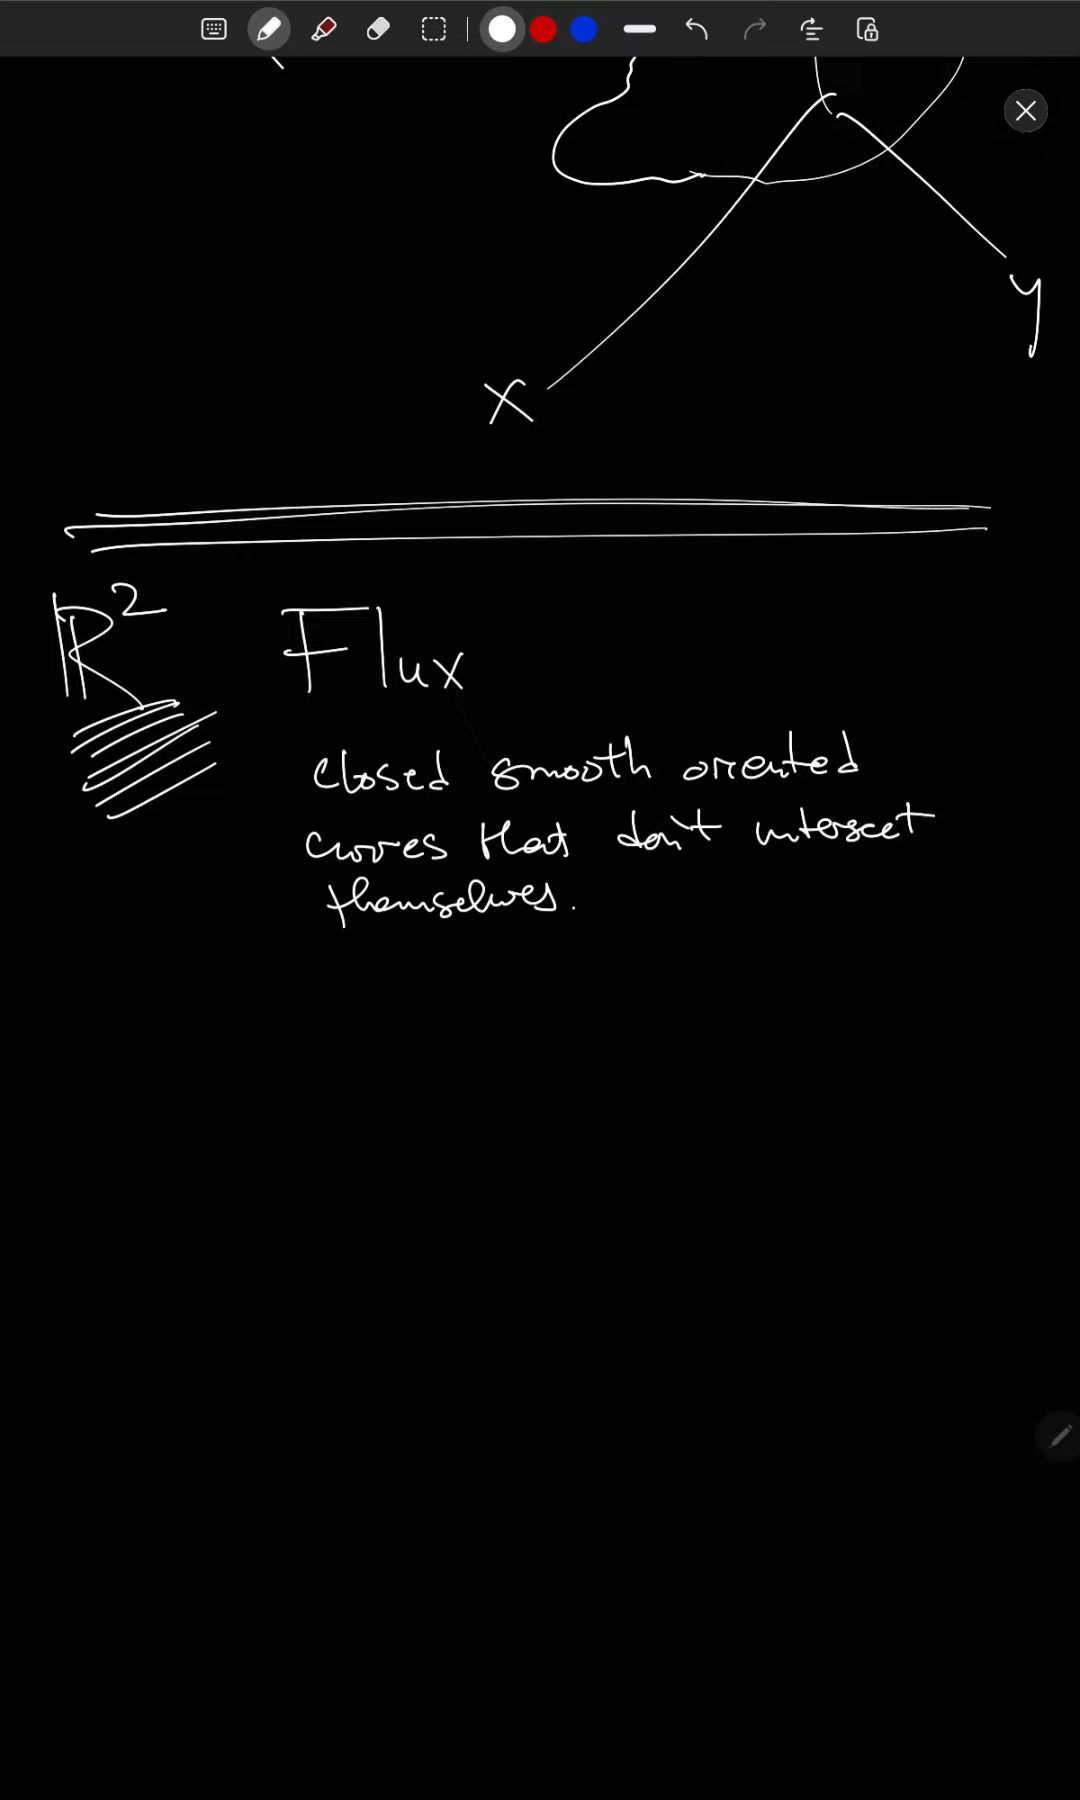 y
x
ℝ² Flux
closed smooth oriented
curves that don't intersect
themselves.